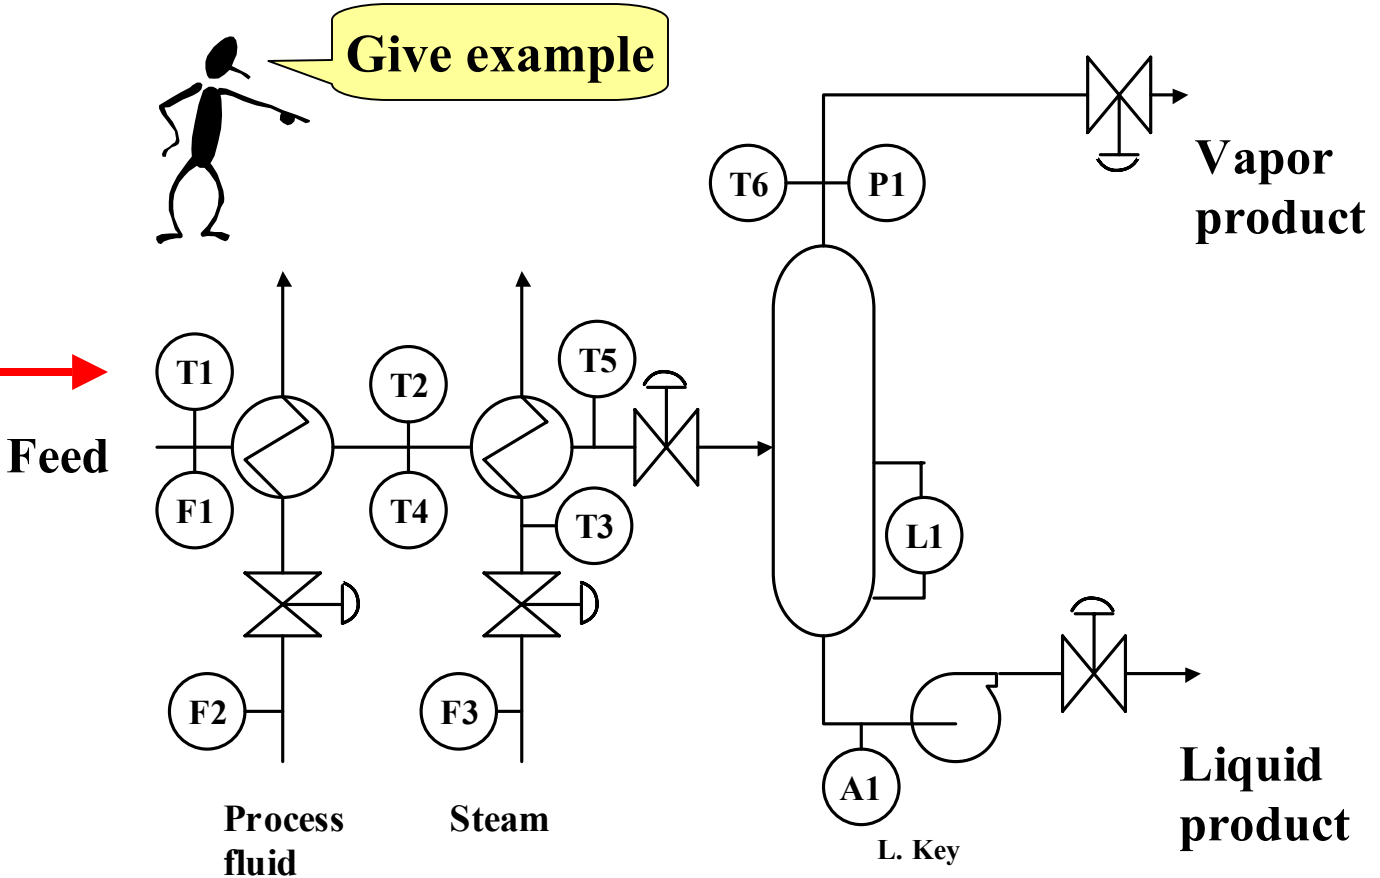 Give example
Vapor
product
T6
P1
T1
T2
T5
Feed
F1
T4
T3
L1
F2
F3
A1
Liquid
product
Process
fluid
Steam
L. Key